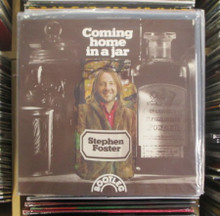 Coming
home
in a jar
Stephen
Foster
BOOTLEG